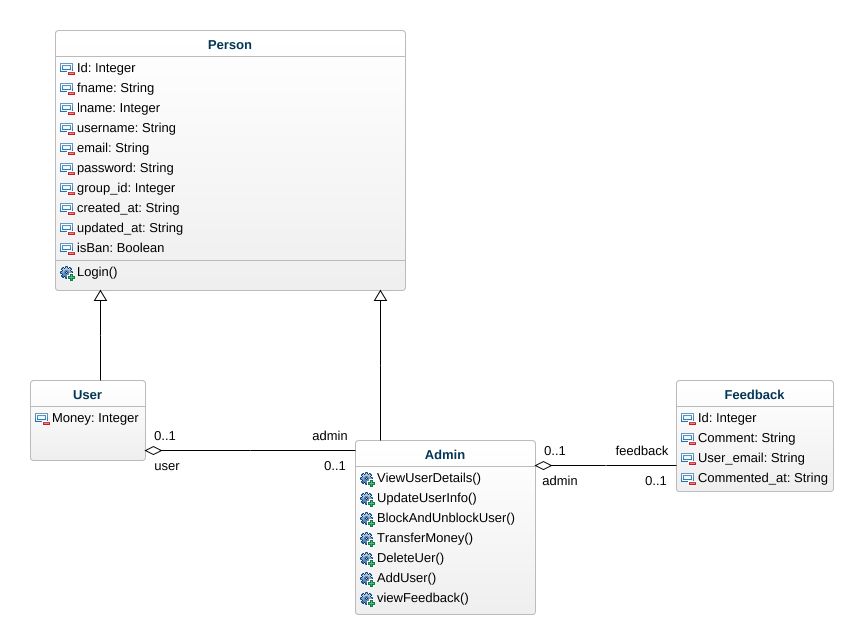 Person
Id: Integer
fname: String
lname: Integer
username: String
email: String
password: String
group_id: Integer
created_at: String
updated_at: String
isBan: Boolean
Login()
User
Money: Integer
0..1
user
admin
0..1
Admin
ViewUserDetails()
UpdateUserInfo()
BlockAndUnblockUser()
TransferMoney()
DeleteUer()
AddUser()
viewFeedback()
0..1
admin
feedback
0..1
Feedback
Id: Integer
Comment: String
User_email: String
Commented_at: String